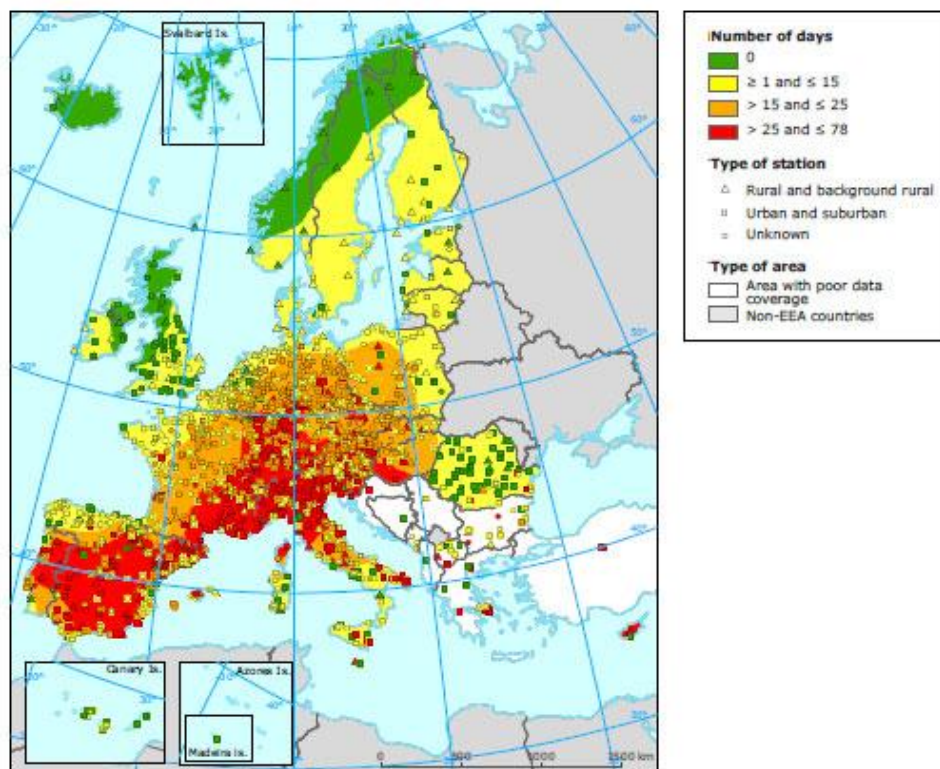 Svalbard Is.
Canary Is.
Azores Is.
Madeira Is.
0 500 1000 1500 km
Number of days
0
≥ 1 and ≤ 15
> 15 and ≤ 25
> 25 and ≤ 78
Type of station
Rural and background rural
Urban and suburban
Unknown
Type of area
Area with poor data
coverage
Non-EEA countries